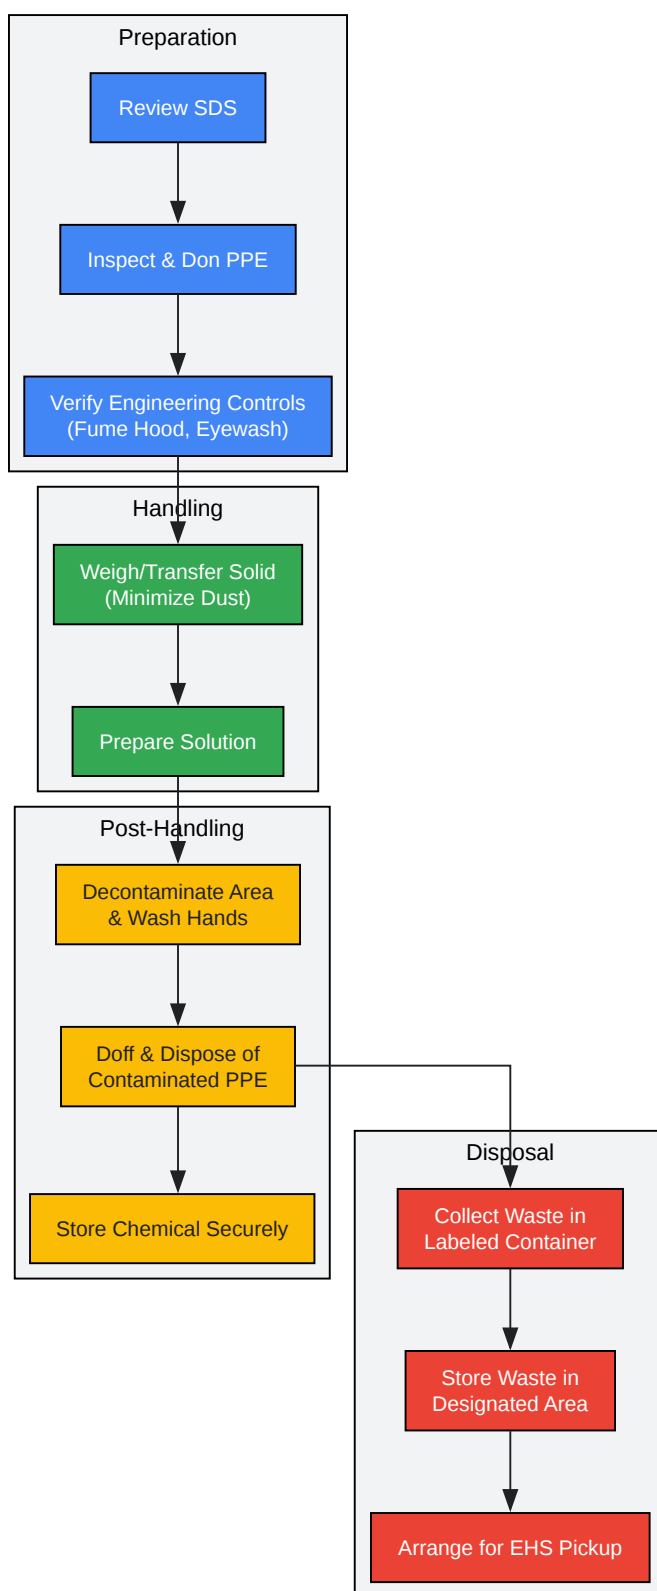 Preparation
Review SDS
Inspect & Don PPE
Verify Engineering Controls
(Fume Hood, Eyewash)
Handling
Weigh/Transfer Solid
(Minimize Dust)
Prepare Solution
Post-Handling
Decontaminate Area
& Wash Hands
Doff & Dispose of
Contaminated PPE
Store Chemical Securely
Disposal
Collect Waste in
Labeled Container
Store Waste in
Designated Area
Arrange for EHS Pickup